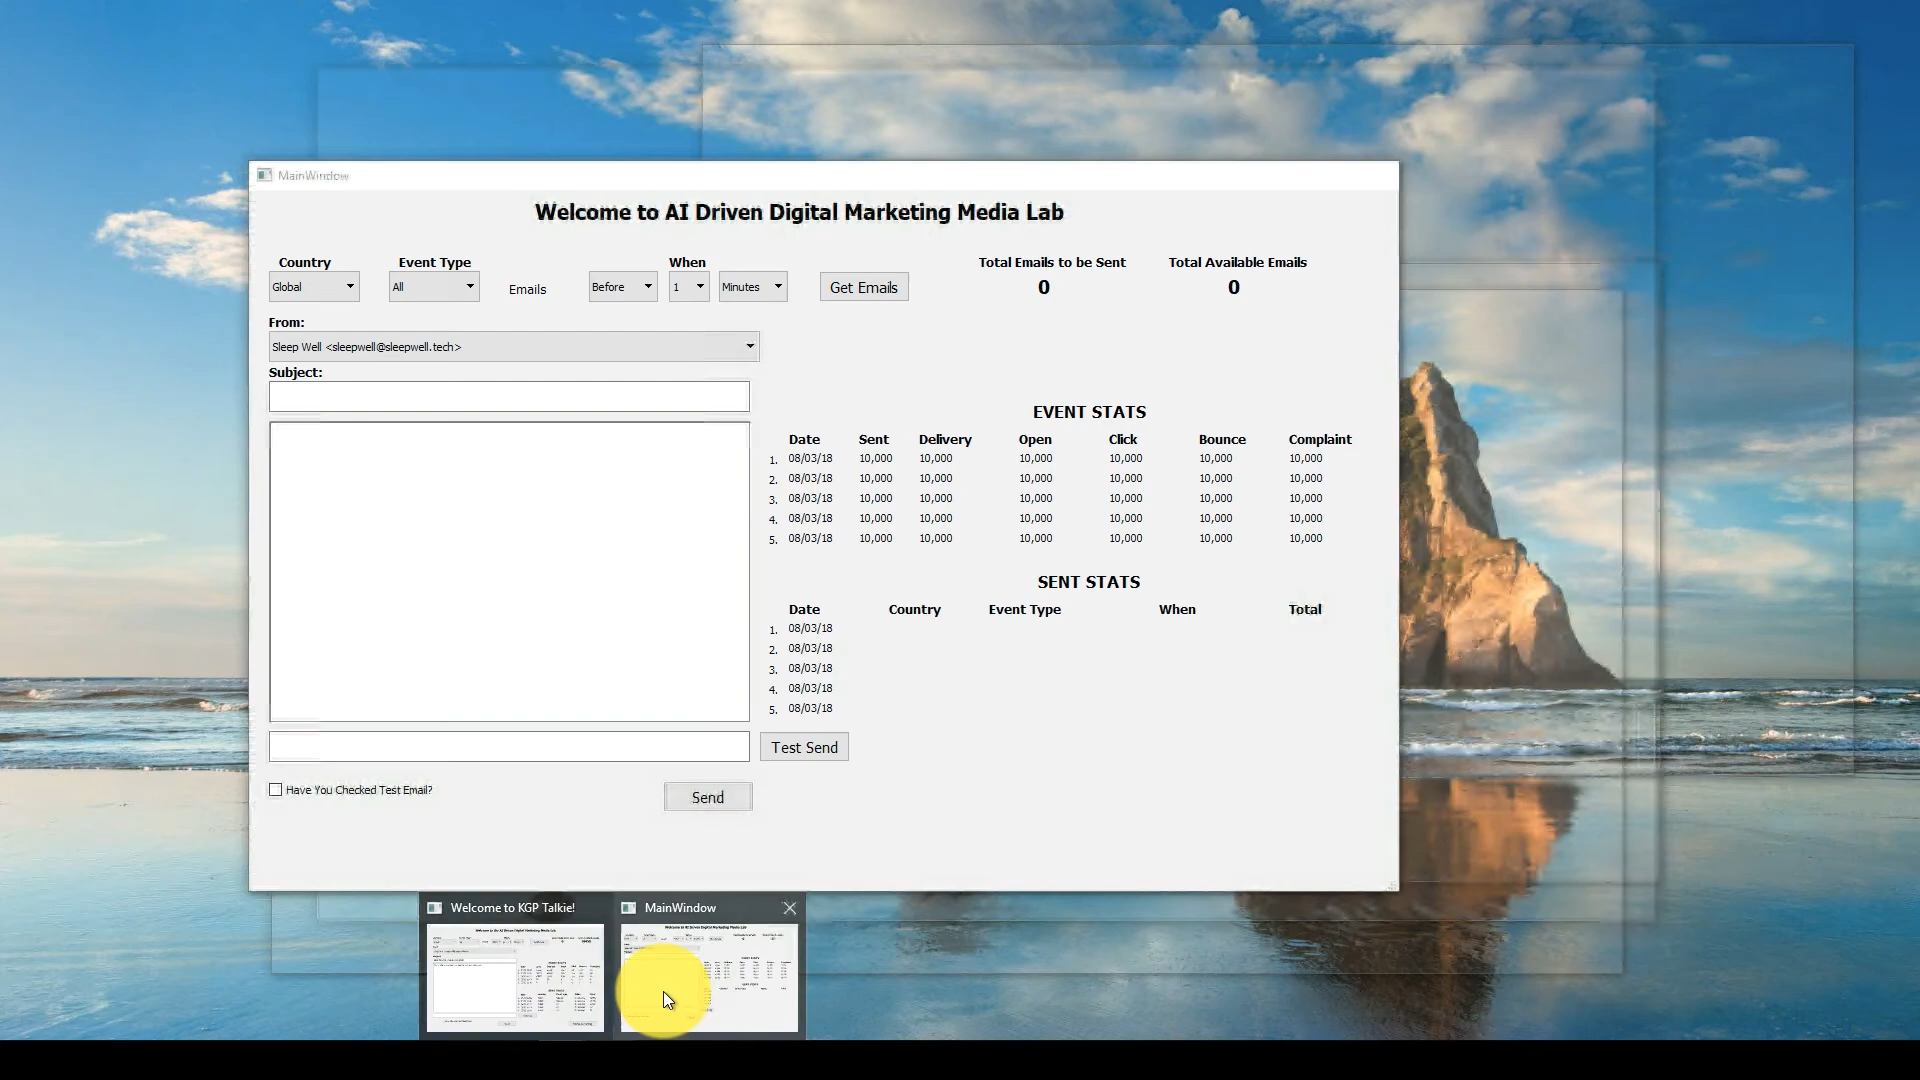 MainWindow
Welcome to AI Driven Digital Marketing Media Lab
Country Event Type When Total Emails to be Sent Total Available Emails
Global All Emails Before 1 Minutes Get Emails 0 0
From:
Sleep Well <sleepwell@sleepwell.tech>
Subject:
EVENT STATS
Date Sent Delivery Open Click Bounce Complaint
1. 08/03/18 10,000 10,000 10,000 10,000 10,000 10,000
2. 08/03/18 10,000 10,000 10,000 10,000 10,000 10,000
3. 08/03/18 10,000 10,000 10,000 10,000 10,000 10,000
4. 08/03/18 10,000 10,000 10,000 10,000 10,000 10,000
5. 08/03/18 10,000 10,000 10,000 10,000 10,000 10,000
SENT STATS
Date Country Event Type When Total
1. 08/03/18
2. 08/03/18
3. 08/03/18
4. 08/03/18
5. 08/03/18
Test Send
Have You Checked Test Email?
Send
Welcome to KGP Talkie! MainWindow